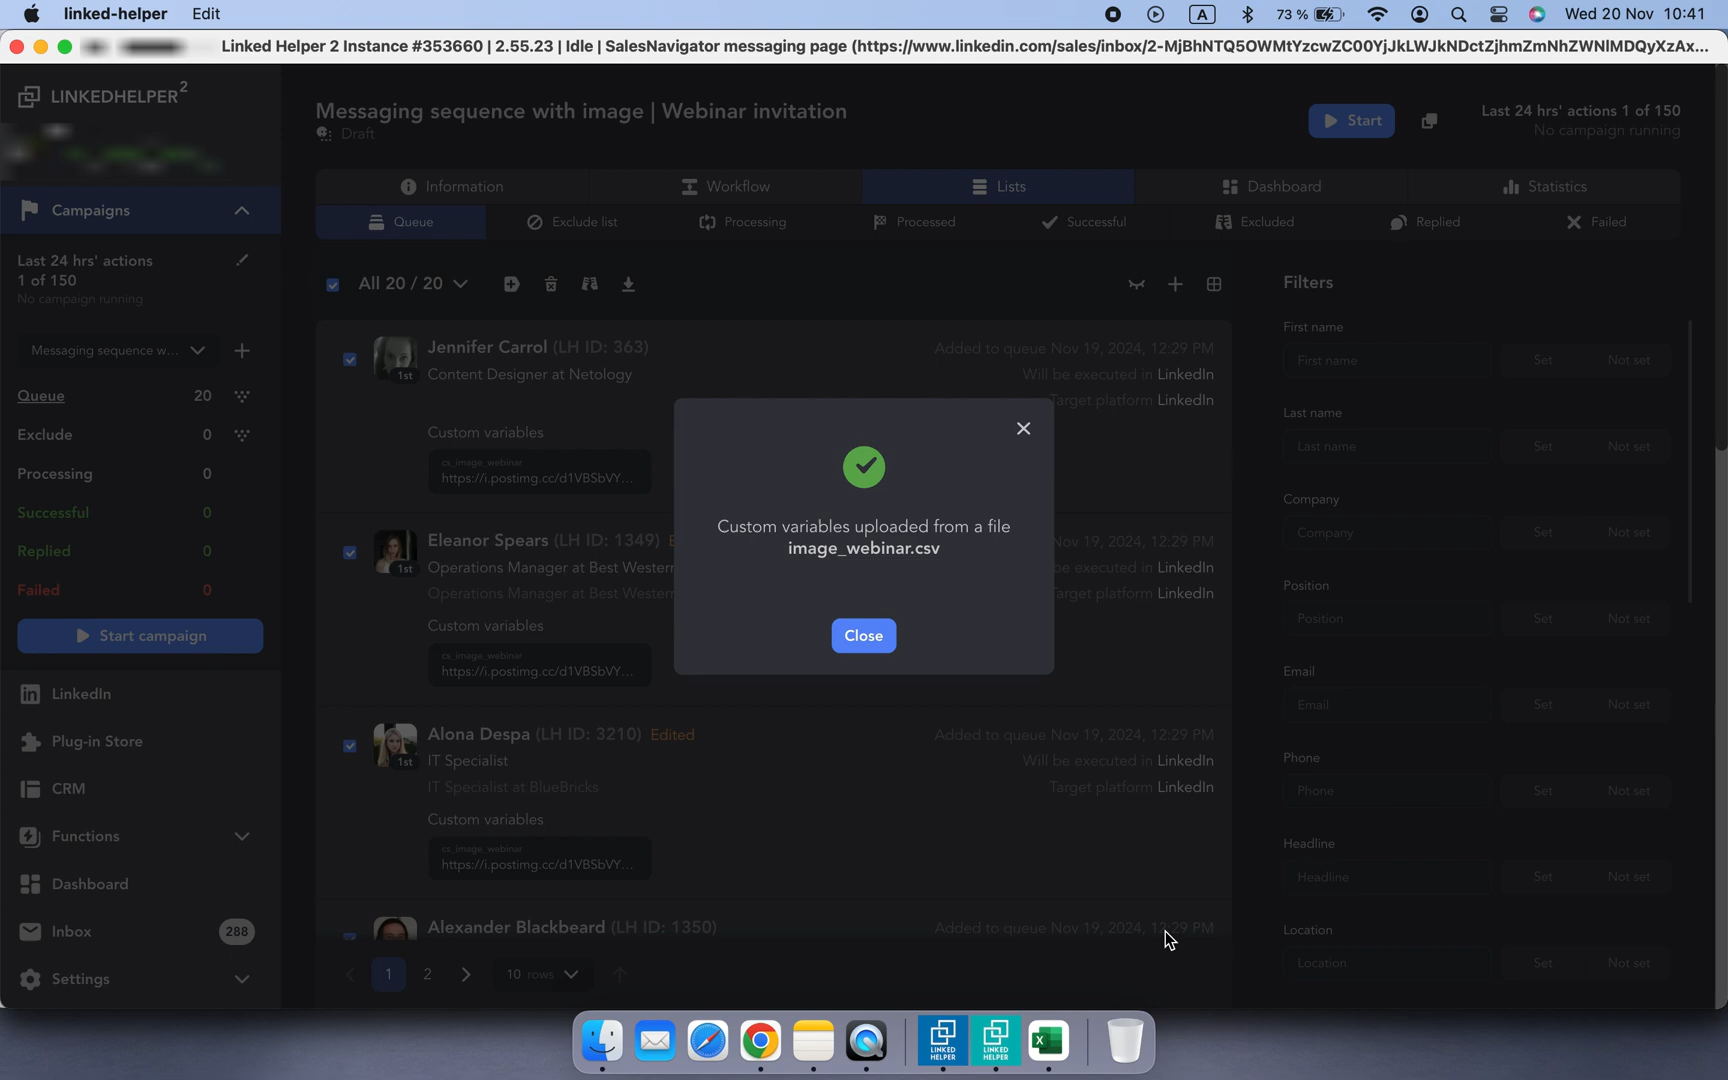 linked-helper Edit
A 73 % Wed 20 Nov 10:41
Linked Helper 2 Instance #353660 | 2.55.23 | Idle | SalesNavigator messaging page (https://www.linkedin.com/sales/inbox/2-MjBhNTQ5OWMtYzcwZC00YjJkLWJkNDctZjhmZmNhZWNlMDQyXzAx...
LINKEDHELPER2
Messaging sequence with image | Webinar invitation
Draft
Start
Last 24 hrs' actions 1 of 150
No campaign running
Information Workflow Lists Dashboard Statistics
Queue Exclude list Processing Processed Successful Excluded Replied Failed
Campaigns
Last 24 hrs' actions
1 of 150
No campaign running
Messaging sequence w...
Queue 20
Exclude 0
Processing 0
Successful 0
Replied 0
Failed 0
Start campaign
LinkedIn
Plug-in Store
CRM
Functions
Dashboard
Inbox 288
Settings
All 20 / 20
Jennifer Carrol (LH ID: 363)
1st
Content Designer at Netology
Added to queue Nov 19, 2024, 12:29 PM
Will be executed in LinkedIn
Target platform LinkedIn
Custom variables
cs_image_webinar
https://i.postimg.cc/d1VBSbVY...
Eleanor Spears (LH ID: 1349) E
1st
Operations Manager at Best Western
Operations Manager at Best Western
Nov 19, 2024, 12:29 PM
be executed in LinkedIn
Target platform LinkedIn
Custom variables
cs_image_webinar
https://i.postimg.cc/d1VBSbVY...
Alona Despa (LH ID: 3210) Edited
1st
IT Specialist
IT Specialist at BlueBricks
Added to queue Nov 19, 2024, 12:29 PM
Will be executed in LinkedIn
Target platform LinkedIn
Custom variables
cs_image_webinar
https://i.postimg.cc/d1VBSbVY...
Alexander Blackbeard (LH ID: 1350)
Added to queue Nov 19, 2024, 12:29 PM
1 2 10 rows
Custom variables uploaded from a file
image_webinar.csv
Close
Filters
First name
First name Set Not set
Last name
Last name Set Not set
Company
Company Set Not set
Position
Position Set Not set
Email
Email Set Not set
Phone
Phone Set Not set
Headline
Headline Set Not set
Location
Location Set Not set
LINKED
HELPER
LINKED
HELPER
X